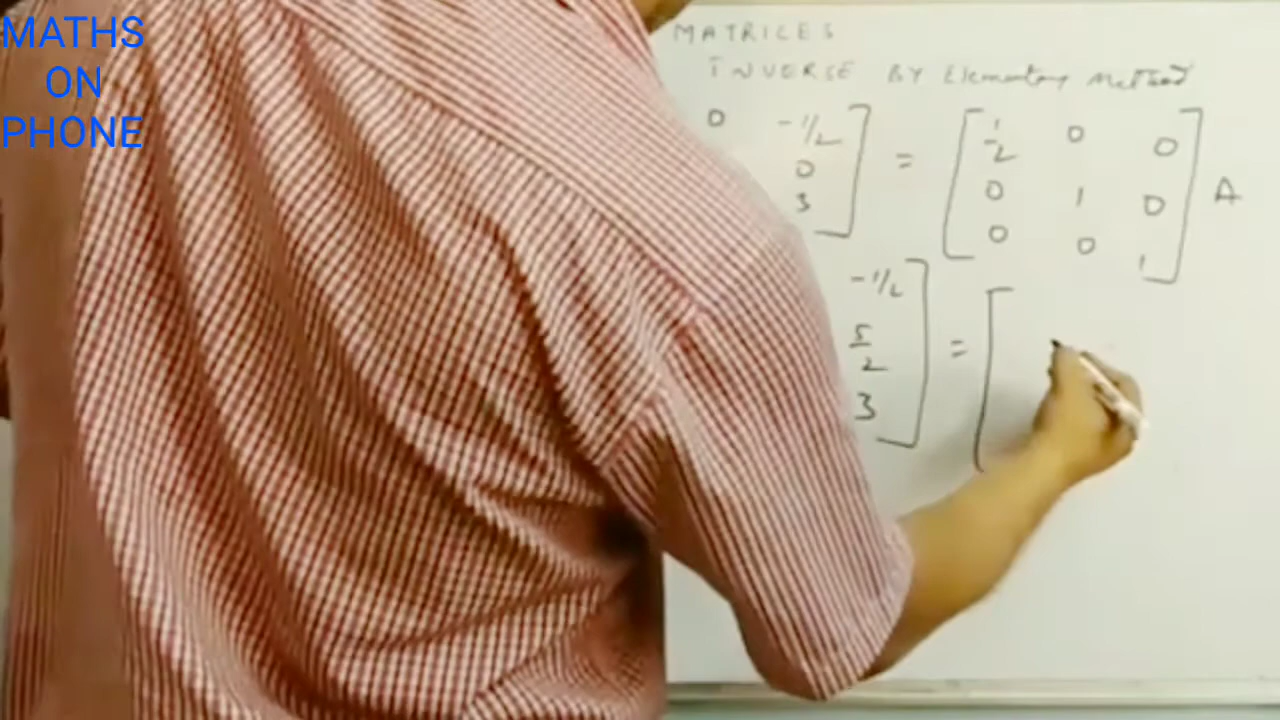 MATHS
ON
PHONE
MATRICES
INVERSE BY Elementary Method
0 -1/2 = 1/2 0 0
0 0 1 0 A
3 0 0 1
-1/2
5/2 =
3